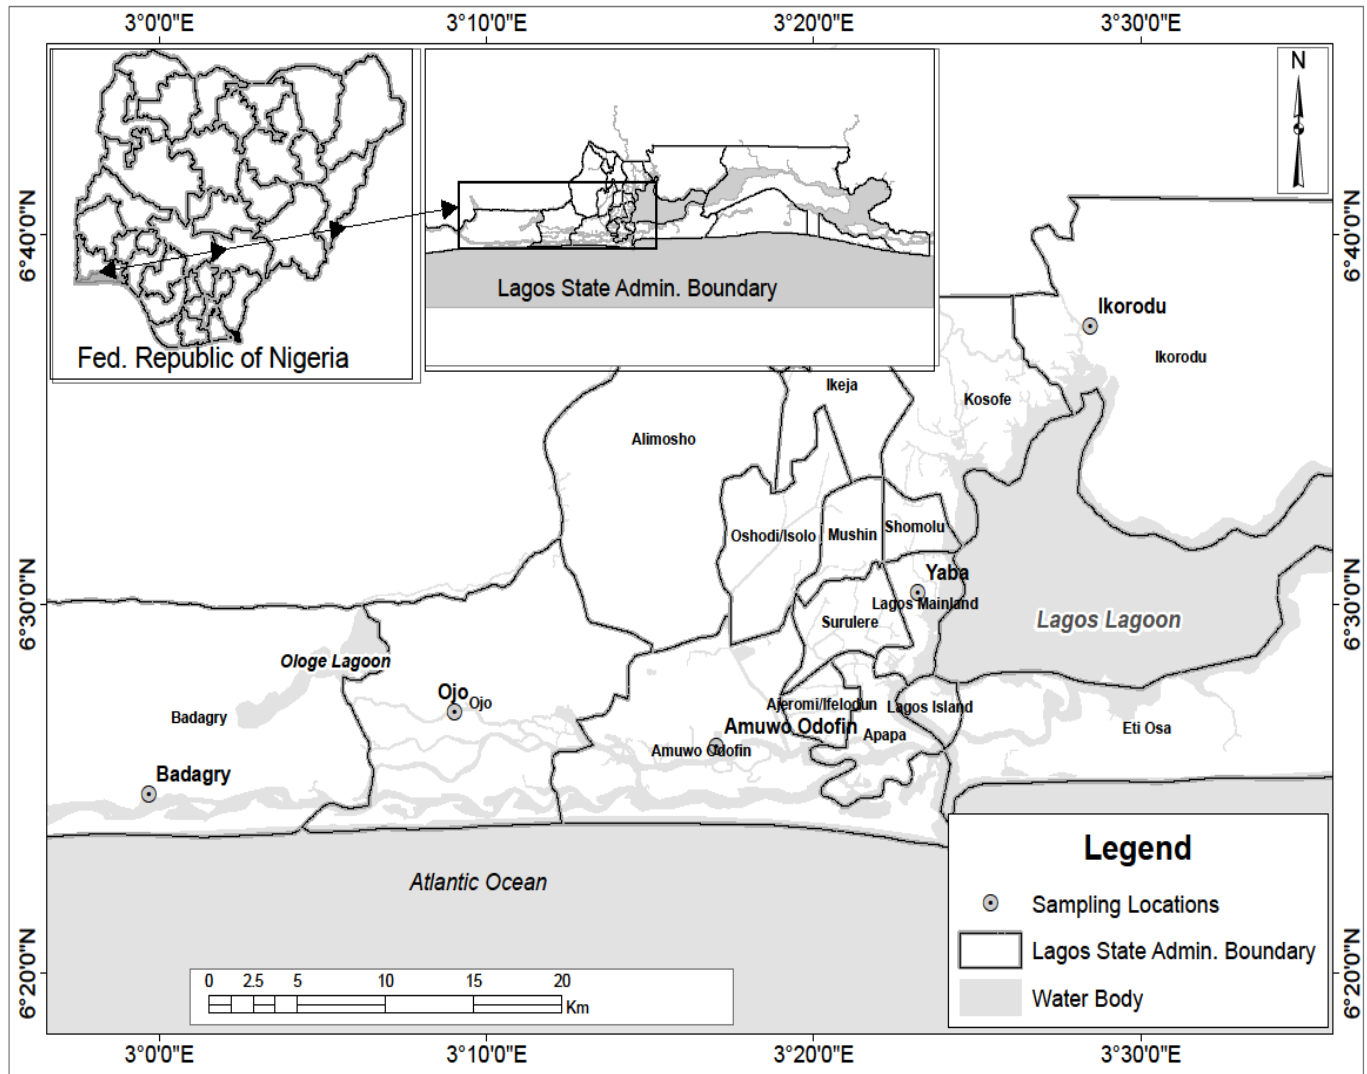 3°0'0"E 3°10'0"E 3°20'0"E 3°30'0"E
N
6°40'0"N 6°40'0"N
Lagos State Admin. Boundary
Fed. Republic of Nigeria
Ikorodu
Ikorodu
Ikeja
Kosofe
Alimosho
Oshodi/Isolo Mushin Shomolu
Yaba
6°30'0"N 6°30'0"N
Lagos Mainland
Surulere
Lagos Lagoon
Ologe Lagoon
Ojo Ojo
Ajeromi/Ifelodun Lagos Island
Badagry
Amuwo Odofin
Apapa
Eti Osa
Amuwo Odofin
Badagry
Atlantic Ocean
Legend
Sampling Locations
Lagos State Admin. Boundary
Water Body
6°20'0"N 6°20'0"N
0 2.5 5 10 15 20
Km
3°0'0"E 3°10'0"E 3°20'0"E 3°30'0"E